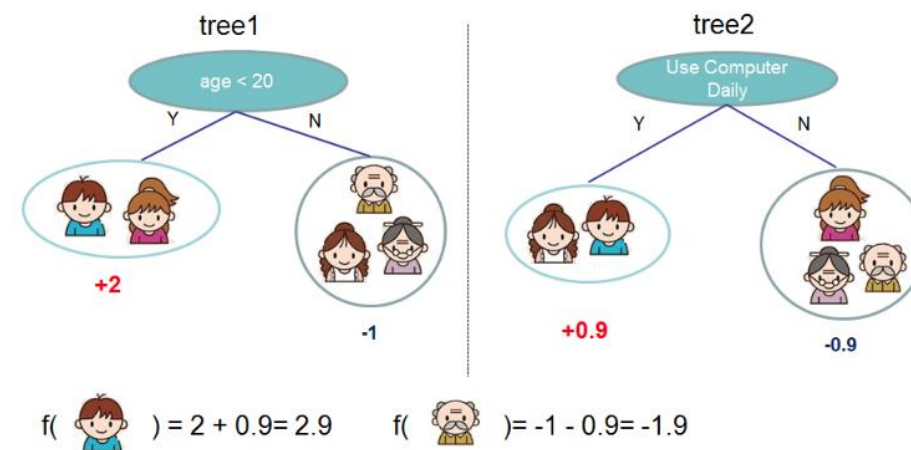 tree1
tree2
age < 20
Use Computer
Daily
Y
N
Y
N
+2
-1
+0.9
-0.9
f( ) = 2 + 0.9= 2.9
f( )= -1 - 0.9= -1.9